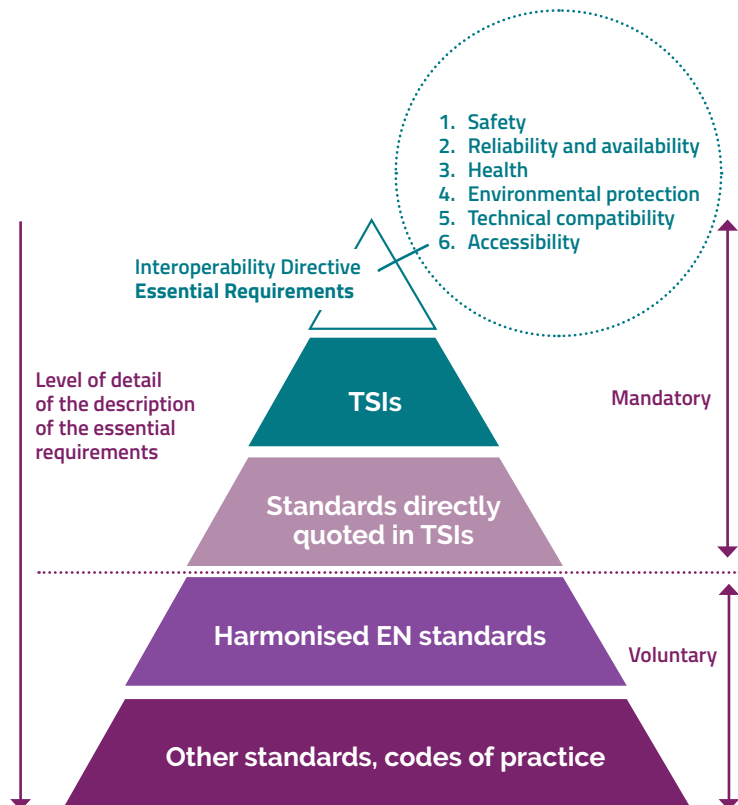 1. Safety
2. Reliability and availability
3. Health
4. Environmental protection
5. Technical compatibility
6. Accessibility
Interoperability Directive
Essential Requirements
Level of detail
of the description
of the essential
requirements
TSIs
Mandatory
Standards directly
quoted in TSIs
Harmonised EN standards
Voluntary
Other standards, codes of practice